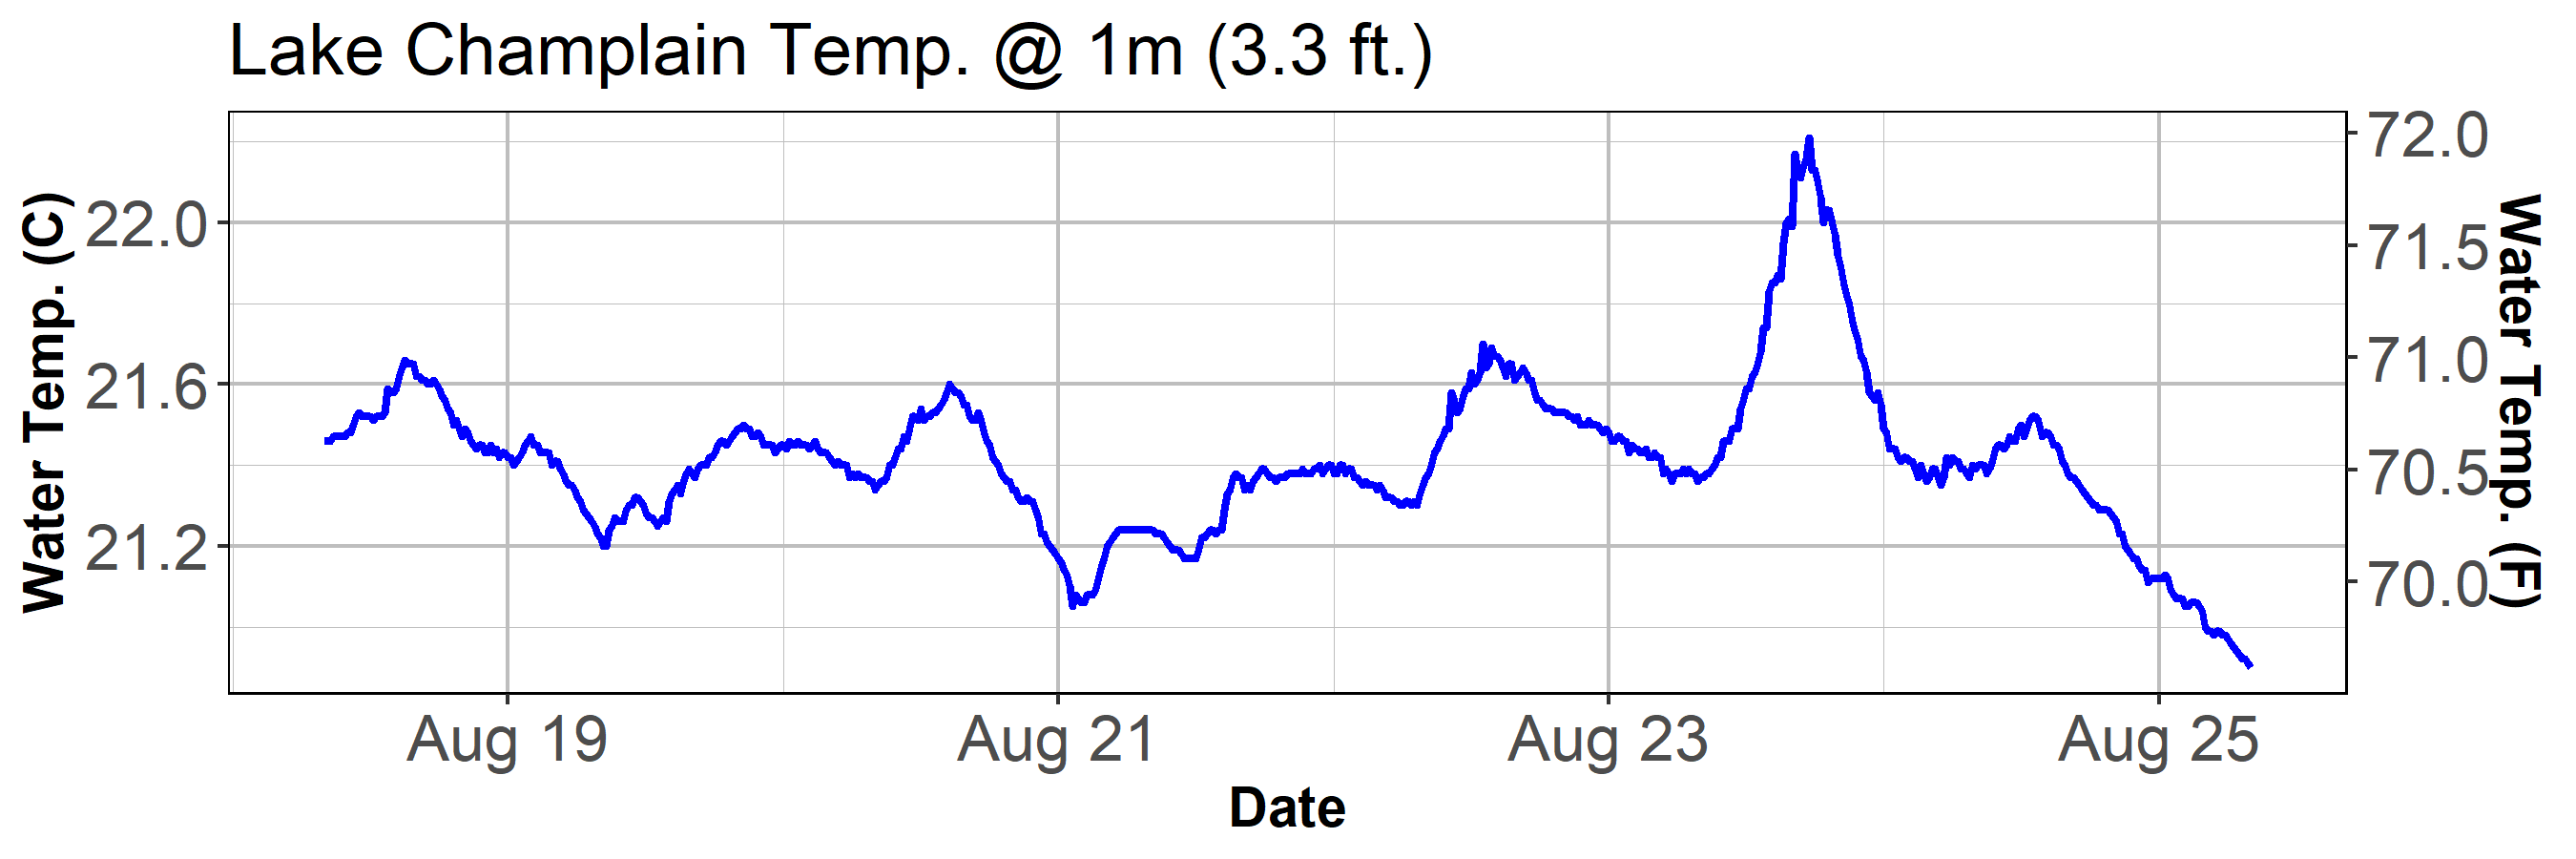 Lake Champlain Temp. @ 1m (3.3 ft.)
Water Temp. (C)
22.0
21.6
21.2
72.0
71.5
71.0
70.5
70.0
Water Temp. (F)
Aug 19
Aug 21
Aug 23
Aug 25
Date